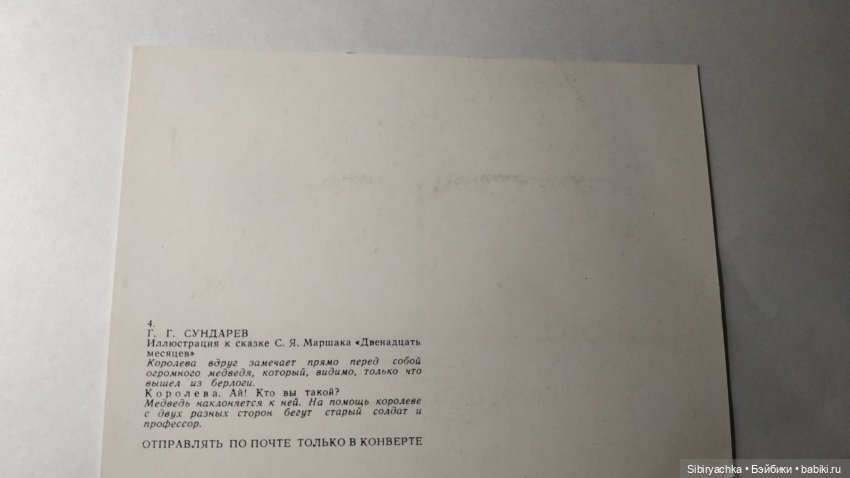 4.
Г. Г. СУНДАРЕВ
Иллюстрация к сказке С. Я. Маршака «Двенадцать
месяцев»
Королева вдруг замечает прямо перед собой
огромного медведя, который, видимо, только что
вышел из берлоги.
Королева. Ай! Кто вы такой?
Медведь наклоняется к ней. На помощь королеве
с двух разных сторон бегут старый солдат и
профессор.
ОТПРАВЛЯТЬ ПО ПОЧТЕ ТОЛЬКО В КОНВЕРТЕ
Sibiryachka • Бэйбики • babiki.ru